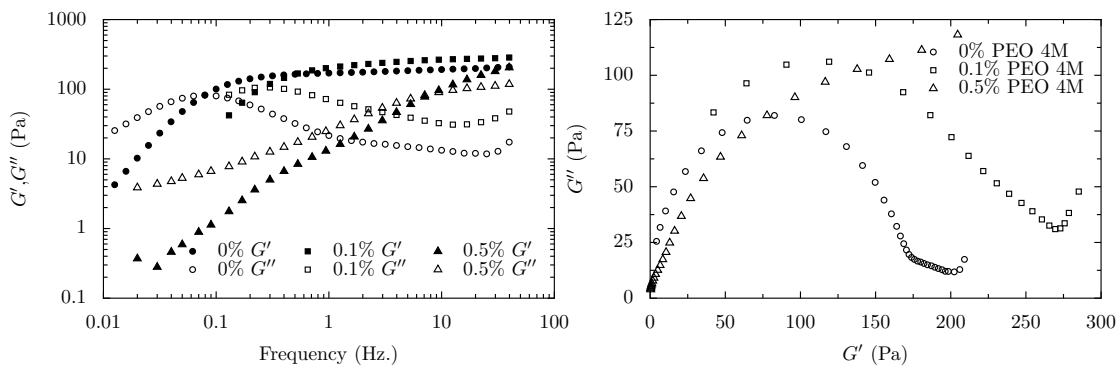 1000
100
10
1
0.1
G′,G″ (Pa)
0.01 0.1 1 10 100
Frequency (Hz.)
0% G′ 0.1% G′ 0.5% G′
0% G″ 0.1% G″ 0.5% G″
125
100
75
50
25
0
G″ (Pa)
0 50 100 150 200 250 300
G′ (Pa)
0% PEO 4M
0.1% PEO 4M
0.5% PEO 4M